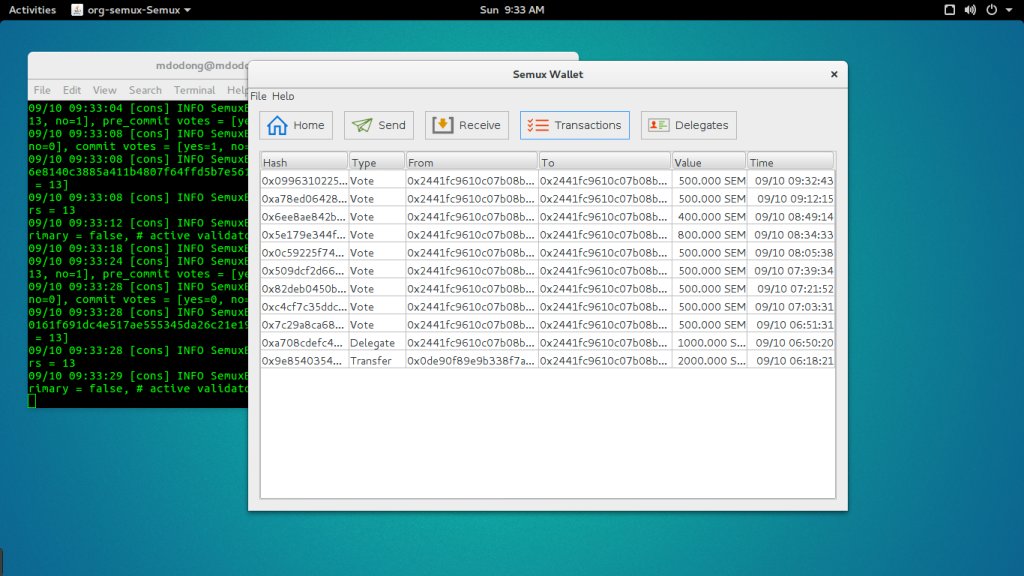 Activities org-semux-Semux Sun 9:33 AM
mdodong@mdodo
File Edit View Search Terminal Help
09/10 09:33:04 [cons] INFO SemuxB
13, no=1], pre_commit votes = [yes
09/10 09:33:08 [cons] INFO SemuxB
no=0], commit votes = [yes=1, no=
09/10 09:33:08 [cons] INFO SemuxB
6e8140c3885a411b4807f64ffd5b7e561
= 13]
09/10 09:33:08 [cons] INFO SemuxB
rs = 13
09/10 09:33:12 [cons] INFO SemuxB
rimary = false, # active validato
09/10 09:33:18 [cons] INFO SemuxB
09/10 09:33:24 [cons] INFO SemuxB
13, no=1], pre_commit votes = [ye
09/10 09:33:28 [cons] INFO SemuxB
no=0], commit votes = [yes=0, no=
09/10 09:33:28 [cons] INFO SemuxB
0161f691dc4e517ae555345da26c21e19
= 13]
09/10 09:33:28 [cons] INFO SemuxB
rs = 13
09/10 09:33:29 [cons] INFO SemuxB
rimary = false, # active validato
Semux Wallet
File Help
Home Send Receive Transactions Delegates
Hash Type From To Value Time
0x0996310225... Vote 0x2441fc9610c07b08b... 0x2441fc9610c07b08b... 500.000 SEM 09/10 09:32:43
0xa78ed06428... Vote 0x2441fc9610c07b08b... 0x2441fc9610c07b08b... 500.000 SEM 09/10 09:12:15
0x6ee8ae842b... Vote 0x2441fc9610c07b08b... 0x2441fc9610c07b08b... 400.000 SEM 09/10 08:49:14
0x5e179e344f... Vote 0x2441fc9610c07b08b... 0x2441fc9610c07b08b... 800.000 SEM 09/10 08:34:33
0x0c59225f74... Vote 0x2441fc9610c07b08b... 0x2441fc9610c07b08b... 500.000 SEM 09/10 08:05:38
0x509dcf2d66... Vote 0x2441fc9610c07b08b... 0x2441fc9610c07b08b... 500.000 SEM 09/10 07:39:34
0x82deb0450b... Vote 0x2441fc9610c07b08b... 0x2441fc9610c07b08b... 500.000 SEM 09/10 07:21:52
0xc4cf7c35ddc... Vote 0x2441fc9610c07b08b... 0x2441fc9610c07b08b... 500.000 SEM 09/10 07:03:31
0x7c29a8ca68... Vote 0x2441fc9610c07b08b... 0x2441fc9610c07b08b... 500.000 SEM 09/10 06:51:31
0xa708cdefc4... Delegate 0x2441fc9610c07b08b... 0x2441fc9610c07b08b... 1000.000 S... 09/10 06:50:20
0x9e8540354... Transfer 0x0de90f89e9b338f7a... 0x2441fc9610c07b08b... 2000.000 S... 09/10 06:18:21